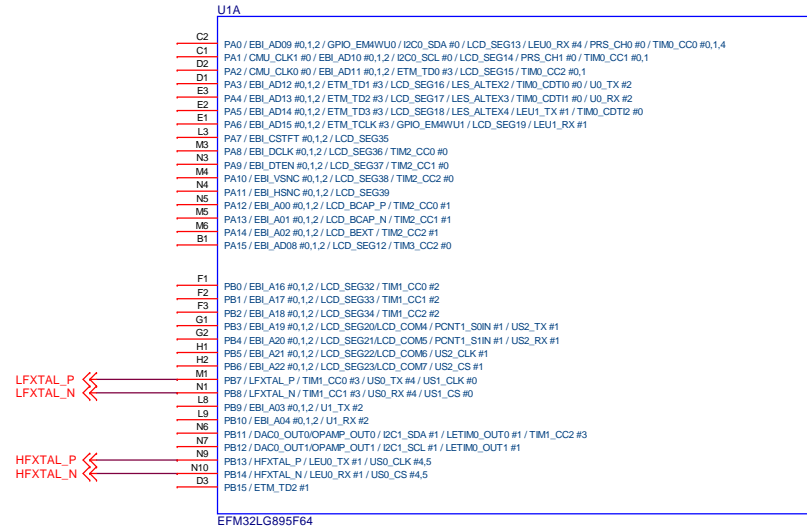 U1A
C2 PA0 / EBI_AD09 #0,1,2 / GPIO_EM4WU0 / I2C0_SDA #0 / LCD_SEG13 / LEU0_RX #4 / PRS_CH0 #0 / TIM0_CC0 #0,1,4
C1 PA1 / CMU_CLK1 #0 / EBI_AD10 #0,1,2 / I2C0_SCL #0 / LCD_SEG14 / PRS_CH1 #0 / TIM0_CC1 #0,1
D2 PA2 / CMU_CLK0 #0 / EBI_AD11 #0,1,2 / ETM_TD0 #3 / LCD_SEG15 / TIM0_CC2 #0,1
D1 PA3 / EBI_AD12 #0,1,2 / ETM_TD1 #3 / LCD_SEG16 / LES_ALTEX2 / TIM0_CDTI0 #0 / U0_TX #2
E3 PA4 / EBI_AD13 #0,1,2 / ETM_TD2 #3 / LCD_SEG17 / LES_ALTEX3 / TIM0_CDTI1 #0 / U0_RX #2
E2 PA5 / EBI_AD14 #0,1,2 / ETM_TD3 #3 / LCD_SEG18 / LES_ALTEX4 / LEU1_TX #1 / TIM0_CDTI2 #0
E1 PA6 / EBI_AD15 #0,1,2 / ETM_TCLK #3 / GPIO_EM4WU1 / LCD_SEG19 / LEU1_RX #1
L3 PA7 / EBI_CSTFT #0,1,2 / LCD_SEG35
M3 PA8 / EBI_DCLK #0,1,2 / LCD_SEG36 / TIM2_CC0 #0
N3 PA9 / EBI_DTEN #0,1,2 / LCD_SEG37 / TIM2_CC1 #0
M4 PA10 / EBI_VSNC #0,1,2 / LCD_SEG38 / TIM2_CC2 #0
N4 PA11 / EBI_HSNC #0,1,2 / LCD_SEG39
N5 PA12 / EBI_A00 #0,1,2 / LCD_BCAP_P / TIM2_CC0 #1
M5 PA13 / EBI_A01 #0,1,2 / LCD_BCAP_N / TIM2_CC1 #1
M6 PA14 / EBI_A02 #0,1,2 / LCD_BEXT / TIM2_CC2 #1
B1 PA15 / EBI_AD08 #0,1,2 / LCD_SEG12 / TIM3_CC2 #0
F1 PB0 / EBI_A16 #0,1,2 / LCD_SEG32 / TIM1_CC0 #2
F2 PB1 / EBI_A17 #0,1,2 / LCD_SEG33 / TIM1_CC1 #2
F3 PB2 / EBI_A18 #0,1,2 / LCD_SEG34 / TIM1_CC2 #2
G1 PB3 / EBI_A19 #0,1,2 / LCD_SEG20/LCD_COM4 / PCNT1_S0IN #1 / US2_TX #1
G2 PB4 / EBI_A20 #0,1,2 / LCD_SEG21/LCD_COM5 / PCNT1_S1IN #1 / US2_RX #1
H1 PB5 / EBI_A21 #0,1,2 / LCD_SEG22/LCD_COM6 / US2_CLK #1
H2 PB6 / EBI_A22 #0,1,2 / LCD_SEG23/LCD_COM7 / US2_CS #1
LFXTAL_P M1 PB7 / LFXTAL_P / TIM1_CC0 #3 / US0_TX #4 / US1_CLK #0
LFXTAL_N N1 PB8 / LFXTAL_N / TIM1_CC1 #3 / US0_RX #4 / US1_CS #0
L8 PB9 / EBI_A03 #0,1,2 / U1_TX #2
L9 PB10 / EBI_A04 #0,1,2 / U1_RX #2
N6 PB11 / DAC0_OUT0/OPAMP_OUT0 / I2C1_SDA #1 / LETIM0_OUT0 #1 / TIM1_CC2 #3
N7 PB12 / DAC0_OUT1/OPAMP_OUT1 / I2C1_SCL #1 / LETIM0_OUT1 #1
HFXTAL_P N9 PB13 / HFXTAL_P / LEU0_TX #1 / US0_CLK #4,5
HFXTAL_N N10 PB14 / HFXTAL_N / LEU0_RX #1 / US0_CS #4,5
D3 PB15 / ETM_TD2 #1
EFM32LG895F64